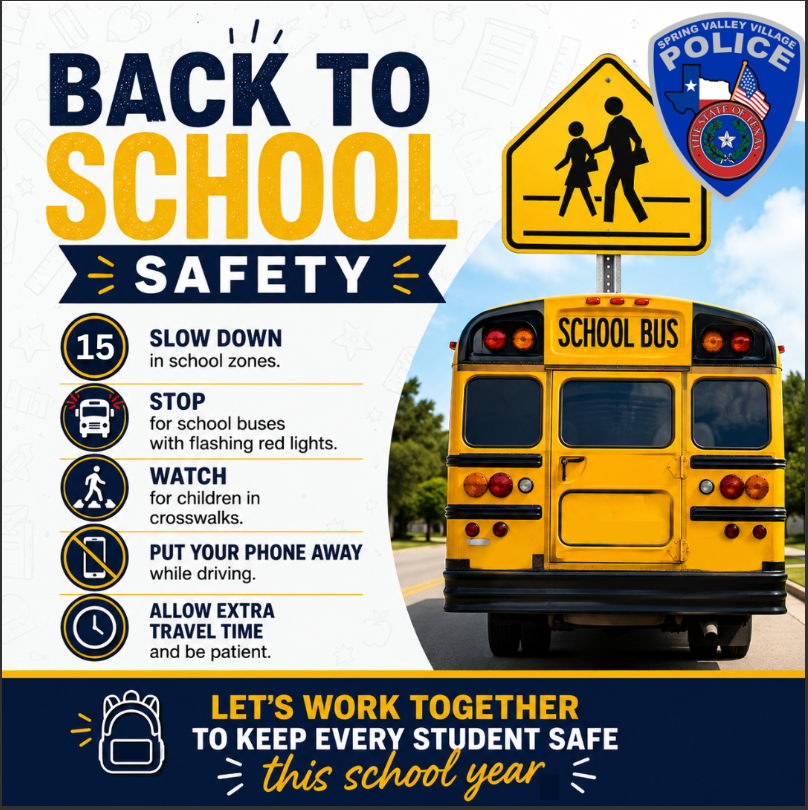 BACK TO
SCHOOL
SAFETY
SPRING VALLEY VILLAGE
POLICE
THE STATE OF TEXAS
SCHOOL BUS
15
SLOW DOWN
in school zones.
STOP
for school buses
with flashing red lights.
WATCH
for children in
crosswalks.
PUT YOUR PHONE AWAY
while driving.
ALLOW EXTRA
TRAVEL TIME
and be patient.
LET'S WORK TOGETHER
TO KEEP EVERY STUDENT SAFE
this school year